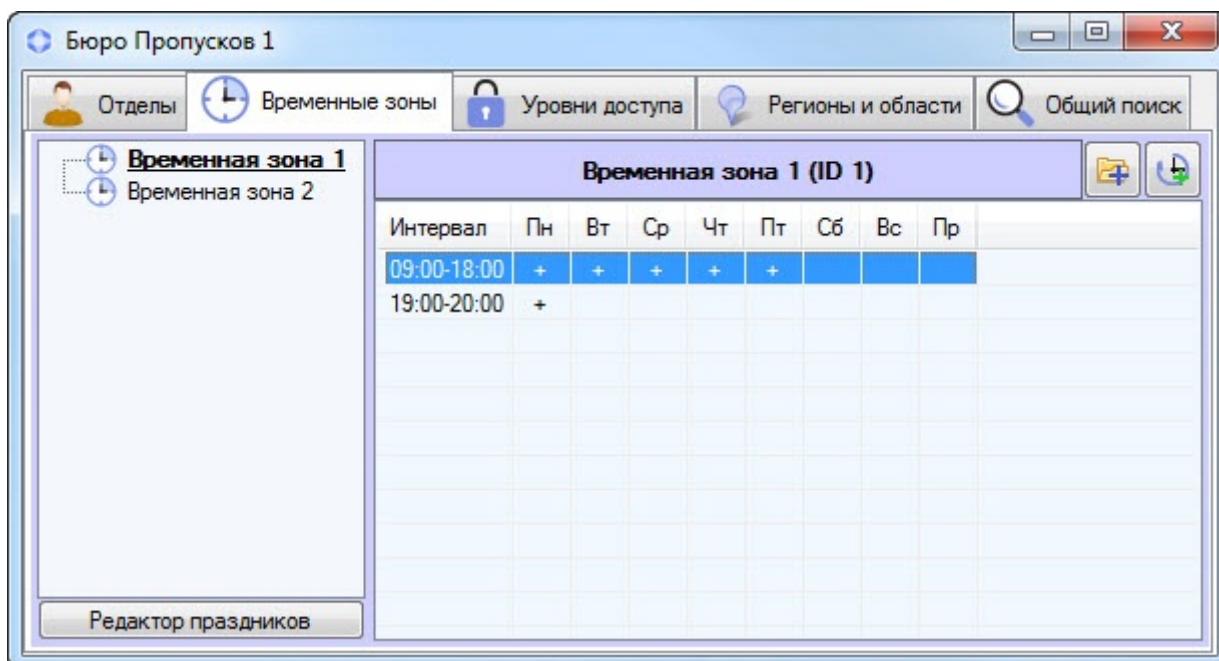 Бюро Пропусков 1
Отделы Временные зоны Уровни доступа Регионы и области Общий поиск
Временная зона 1
Временная зона 2
Временная зона 1 (ID 1)
Интервал Пн Вт Ср Чт Пт Сб Вс Пр
09:00-18:00 + + + + +
19:00-20:00 +
Редактор праздников